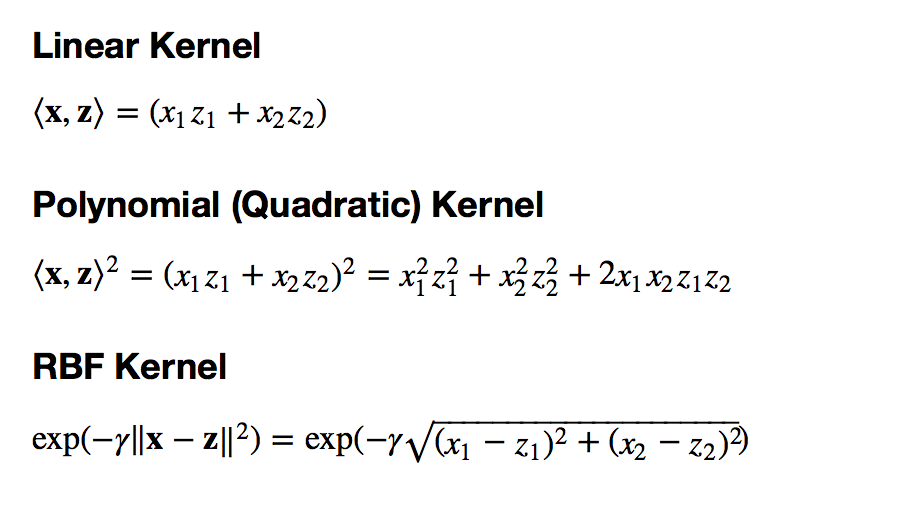 Linear Kernel
⟨x, z⟩ = (x₁z₁ + x₂z₂)
Polynomial (Quadratic) Kernel
⟨x, z⟩² = (x₁z₁ + x₂z₂)² = x₁²z₁² + x₂²z₂² + 2x₁x₂z₁z₂
RBF Kernel
exp(−γ||x − z||²) = exp(−γ√((x₁ − z₁)² + (x₂ − z₂)²)